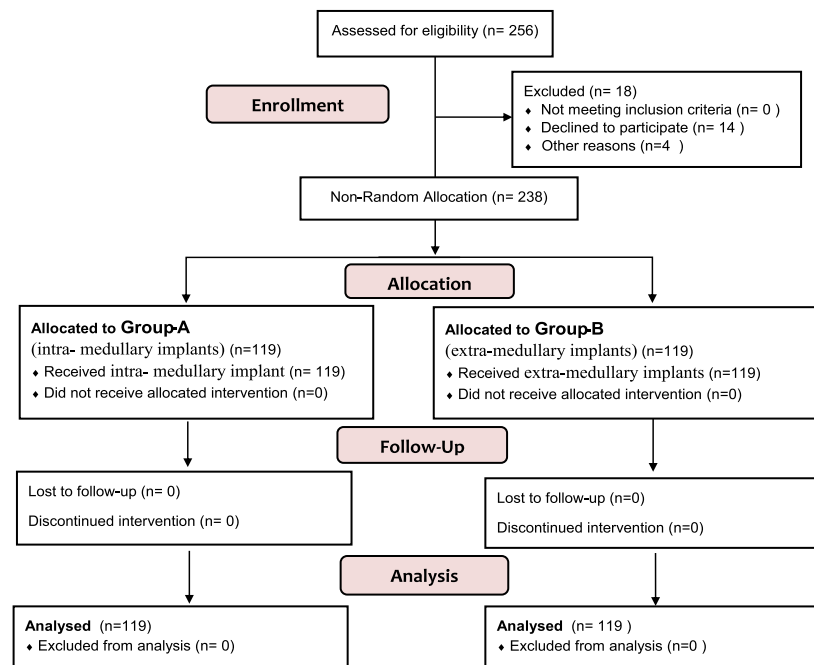 Assessed for eligibility (n= 256)
Enrollment
Excluded (n= 18)
♦ Not meeting inclusion criteria (n= 0 )
♦ Declined to participate (n= 14 )
♦ Other reasons (n=4 )
Non-Random Allocation (n= 238)
Allocation
Allocated to Group-A
(intra- medullary implants) (n=119)
♦ Received intra- medullary implant (n= 119)
♦ Did not receive allocated intervention (n=0)
Allocated to Group-B
(extra-medullary implants) (n=119)
♦ Received extra-medullary implants (n=119)
♦ Did not receive allocated intervention (n=0)
Follow-Up
Lost to follow-up (n= 0)
Discontinued intervention (n= 0)
Lost to follow-up (n=0)
Discontinued intervention (n=0)
Analysis
Analysed (n=119)
♦ Excluded from analysis (n= 0)
Analysed (n= 119 )
♦ Excluded from analysis (n=0 )